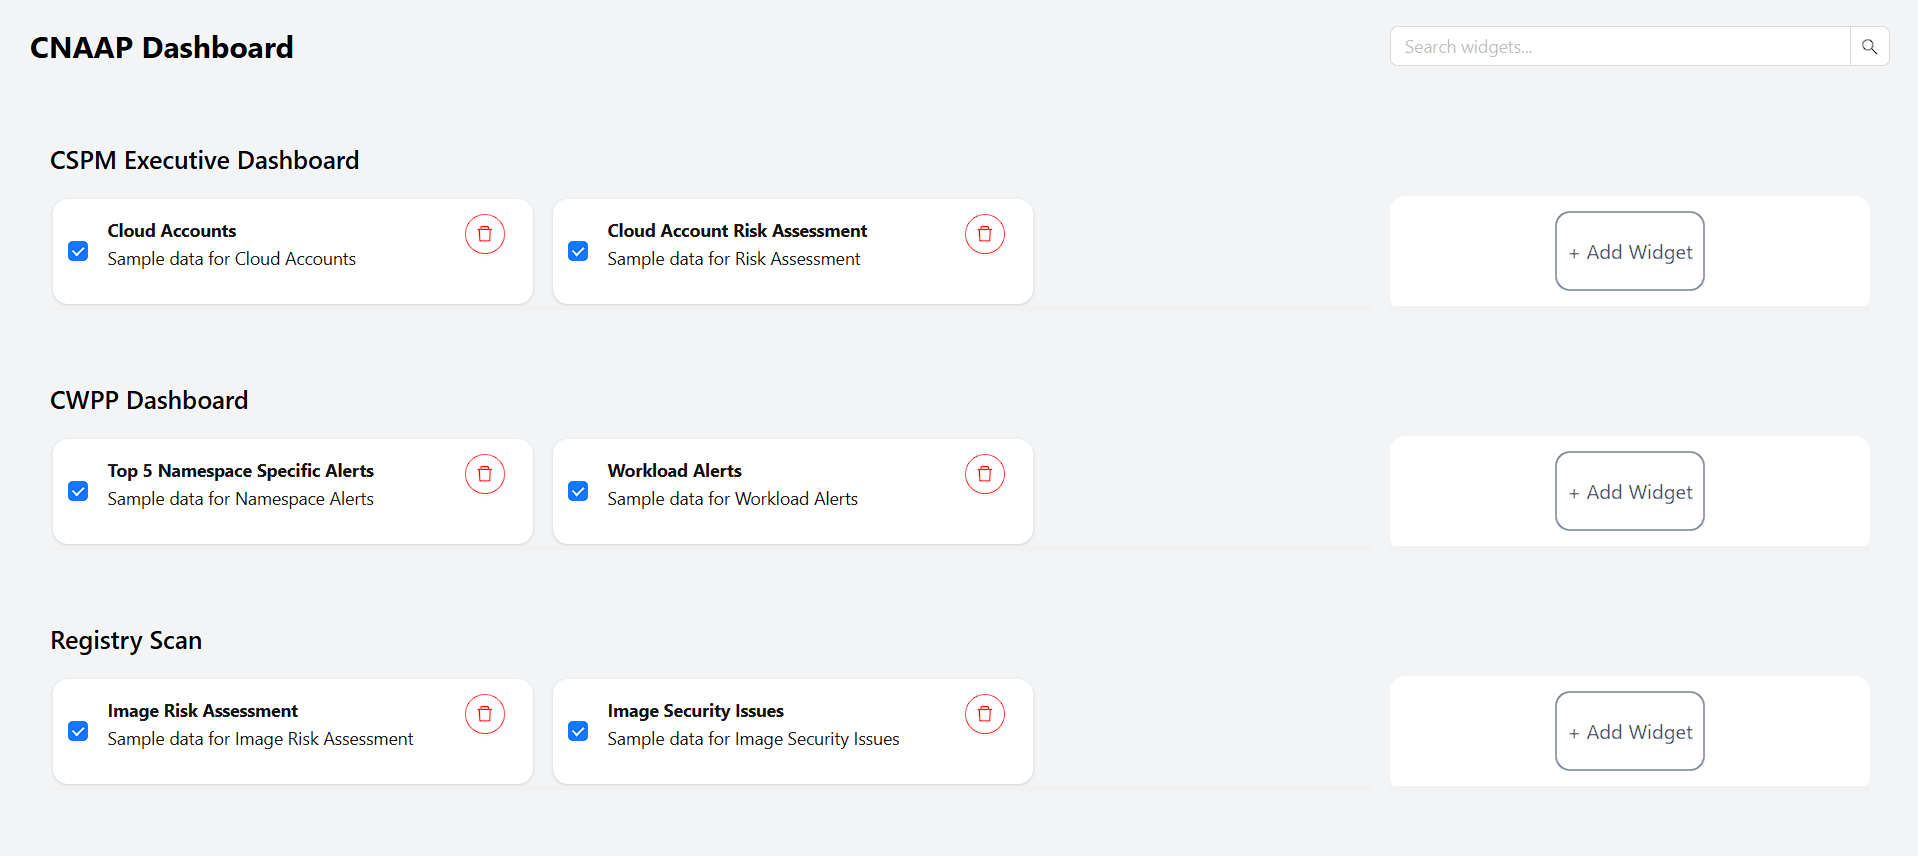 CNAAP Dashboard
Search widgets...
CSPM Executive Dashboard
Cloud Accounts
Sample data for Cloud Accounts
Cloud Account Risk Assessment
Sample data for Risk Assessment
+ Add Widget
CWPP Dashboard
Top 5 Namespace Specific Alerts
Sample data for Namespace Alerts
Workload Alerts
Sample data for Workload Alerts
+ Add Widget
Registry Scan
Image Risk Assessment
Sample data for Image Risk Assessment
Image Security Issues
Sample data for Image Security Issues
+ Add Widget